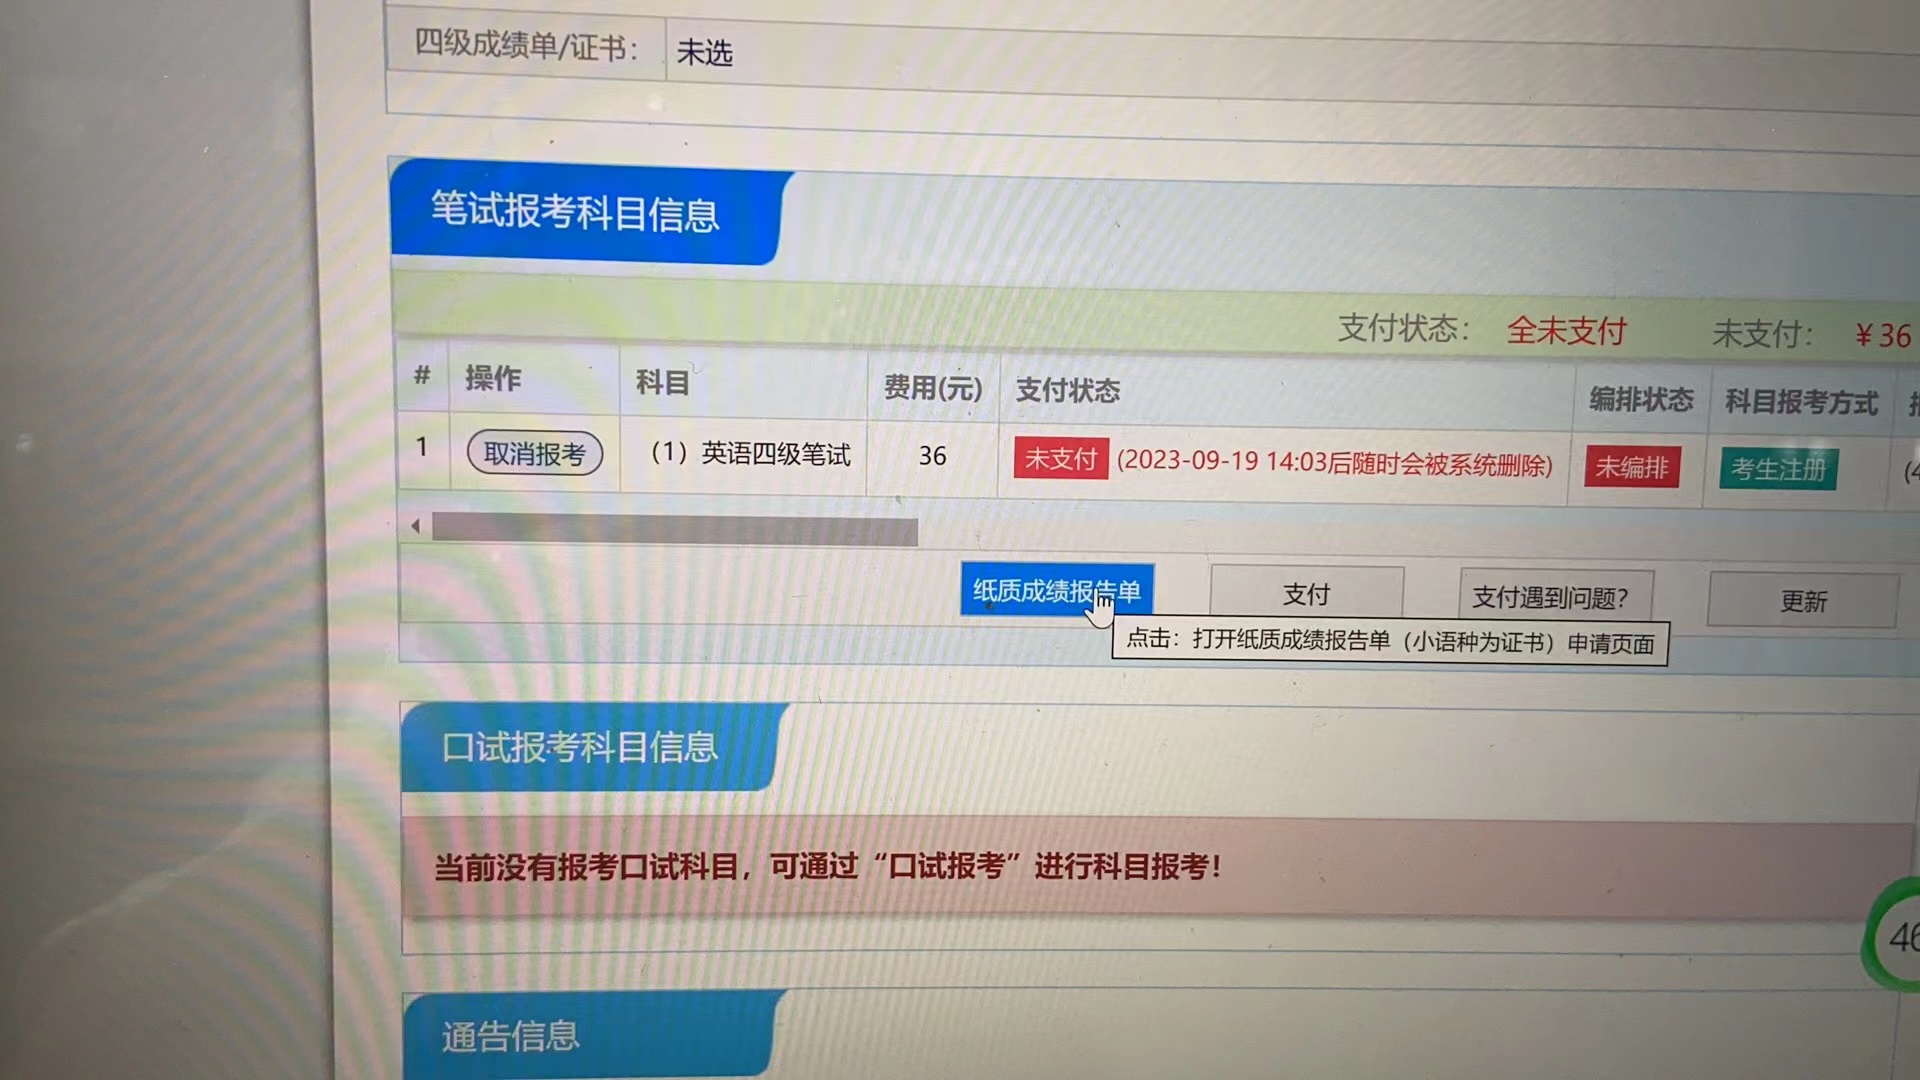 四级成绩单/证书： 未选
笔试报考科目信息
支付状态： 全未支付 未支付： ￥36
# 操作 科目 费用(元) 支付状态 编排状态 科目报考方式
1 取消报考 （1）英语四级笔试 36 未支付 (2023-09-19 14:03后随时会被系统删除) 未编排 考生注册 (4
纸质成绩报告单 支付 支付遇到问题? 更新
点击：打开纸质成绩报告单（小语种为证书）申请页面
口试报考科目信息
当前没有报考口试科目，可通过“口试报考”进行科目报考！
46
通告信息